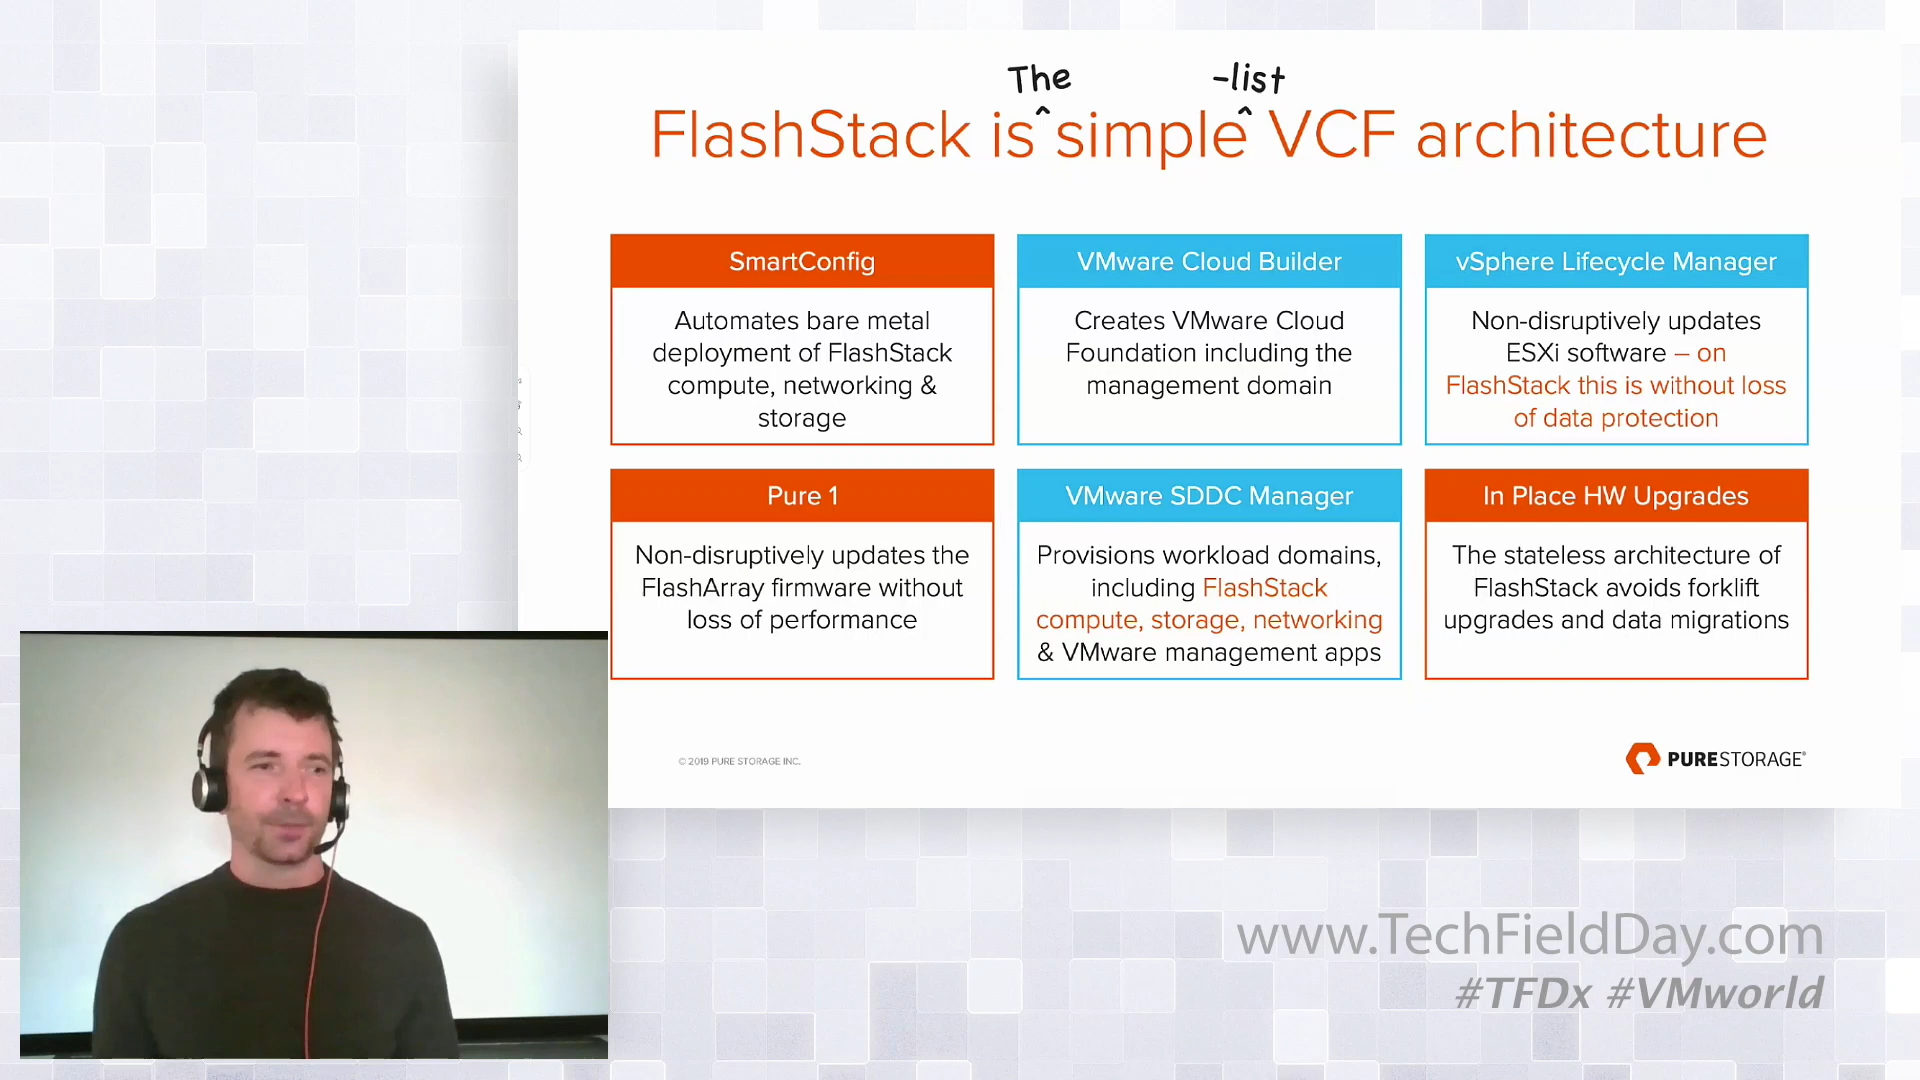 The -list
FlashStack is ^ simple ^ VCF architecture
SmartConfig
Automates bare metal
deployment of FlashStack
compute, networking &
storage
VMware Cloud Builder
Creates VMware Cloud
Foundation including the
management domain
vSphere Lifecycle Manager
Non-disruptively updates
ESXi software – on
FlashStack this is without loss
of data protection
Pure 1
Non-disruptively updates the
FlashArray firmware without
loss of performance
VMware SDDC Manager
Provisions workload domains,
including FlashStack
compute, storage, networking
& VMware management apps
In Place HW Upgrades
The stateless architecture of
FlashStack avoids forklift
upgrades and data migrations
© 2019 PURE STORAGE INC.
PURESTORAGE®
www.TechFieldDay.com
#TFDx #VMworld